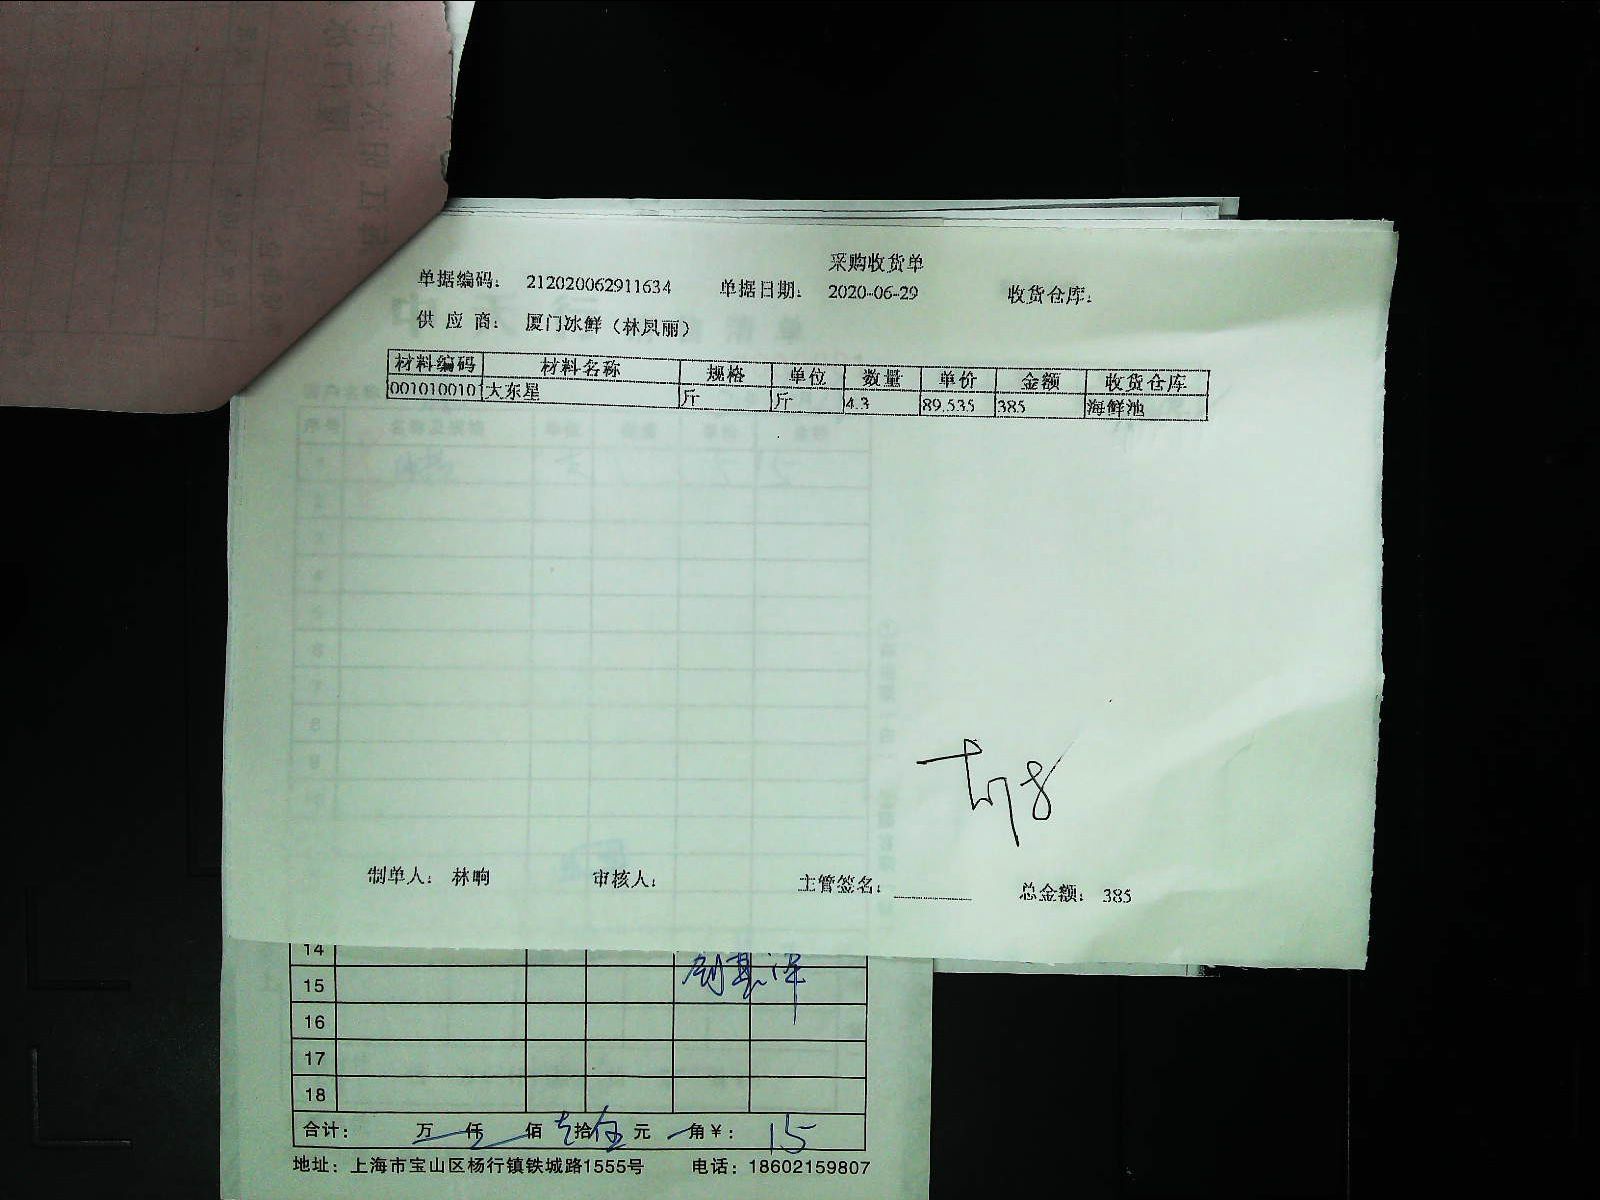 采购收货单
单据编码： 212020062911634 单据日期： 2020-06-29 收货仓库：
供应商： 厦门冰鲜（林凤丽）
材料编码 材料名称 规格 单位 数量 单价 金额 收货仓库
001010010 大东星 斤 斤 4.3 89.535 385 海鲜池
制单人： 林晌 审核人： 主管签名： 总金额： 385
14
15
16
17
18
合计： 万 仟 佰 拾伍 元 角￥： 15
地址：上海市宝山区杨行镇铁城路1555号 电话：18602159807